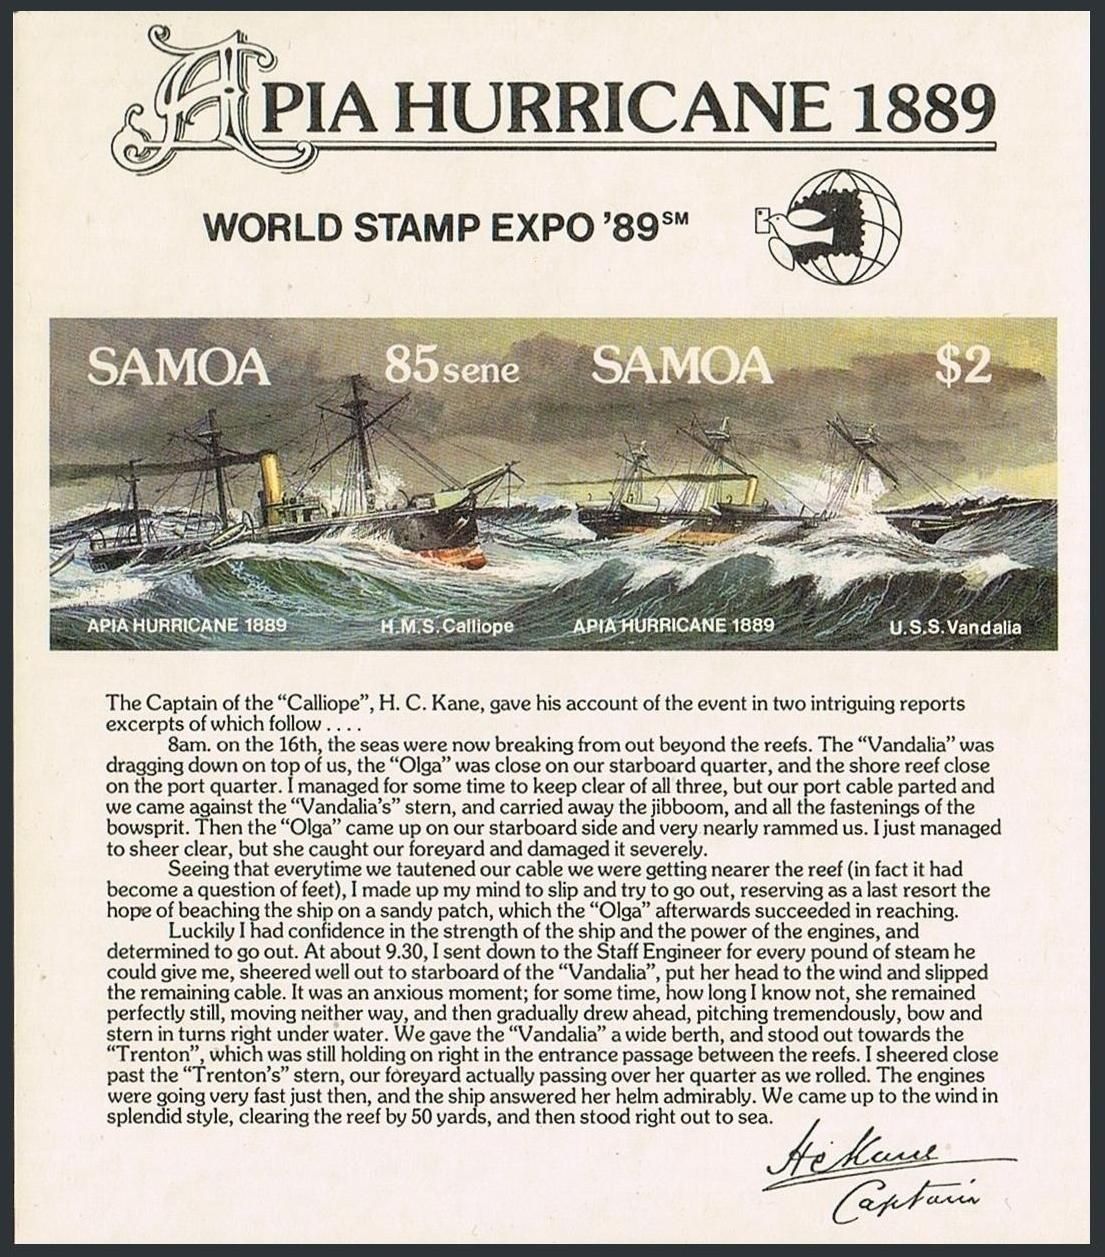 APIA HURRICANE 1889
WORLD STAMP EXPO '89℠
SAMOA 85sene SAMOA $2
APIA HURRICANE 1889 H.M.S.Calliope APIA HURRICANE 1889 U.S.S.Vandalia
The Captain of the “Calliope”, H. C. Kane, gave his account of the event in two intriguing reports
excerpts of which follow . . . .
8am. on the 16th, the seas were now breaking from out beyond the reefs. The “Vandalia” was
dragging down on top of us, the “Olga” was close on our starboard quarter, and the shore reef close
on the port quarter. I managed for some time to keep clear of all three, but our port cable parted and
we came against the “Vandalia's” stern, and carried away the jibboom, and all the fastenings of the
bowsprit. Then the “Olga” came up on our starboard side and very nearly rammed us. I just managed
to sheer clear, but she caught our foreyard and damaged it severely.
Seeing that everytime we tautened our cable we were getting nearer the reef (in fact it had
become a question of feet), I made up my mind to slip and try to go out, reserving as a last resort the
hope of beaching the ship on a sandy patch, which the “Olga” afterwards succeeded in reaching.
Luckily I had confidence in the strength of the ship and the power of the engines, and
determined to go out. At about 9.30, I sent down to the Staff Engineer for every pound of steam he
could give me, sheered well out to starboard of the “Vandalia”, put her head to the wind and slipped
the remaining cable. It was an anxious moment; for some time, how long I know not, she remained
perfectly still, moving neither way, and then gradually drew ahead, pitching tremendously, bow and
stern in turns right under water. We gave the “Vandalia” a wide berth, and stood out towards the
“Trenton”, which was still holding on right in the entrance passage between the reefs. I sheered close
past the “Trenton's” stern, our foreyard actually passing over her quarter as we rolled. The engines
were going very fast just then, and the ship answered her helm admirably. We came up to the wind in
splendid style, clearing the reef by 50 yards, and then stood right out to sea.
H C Kane
Captain